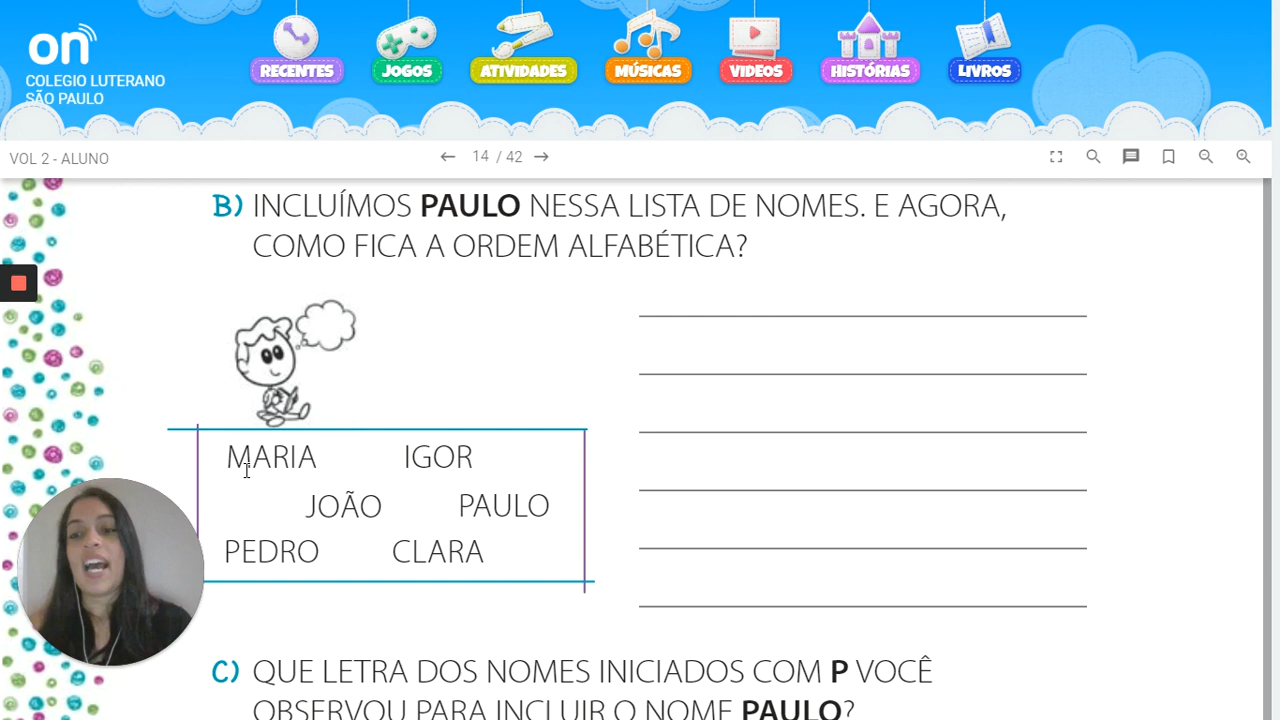 on
COLEGIO LUTERANO
SÃO PAULO
RECENTES JOGOS ATIVIDADES MÚSICAS VIDEOS HISTÓRIAS LIVROS
VOL 2 - ALUNO
14 / 42
B) INCLUÍMOS PAULO NESSA LISTA DE NOMES. E AGORA,
COMO FICA A ORDEM ALFABÉTICA?
MARIA IGOR
JOÃO PAULO
PEDRO CLARA
C) QUE LETRA DOS NOMES INICIADOS COM P VOCÊ
OBSERVOU PARA INCLUIR O NOME PAULO?